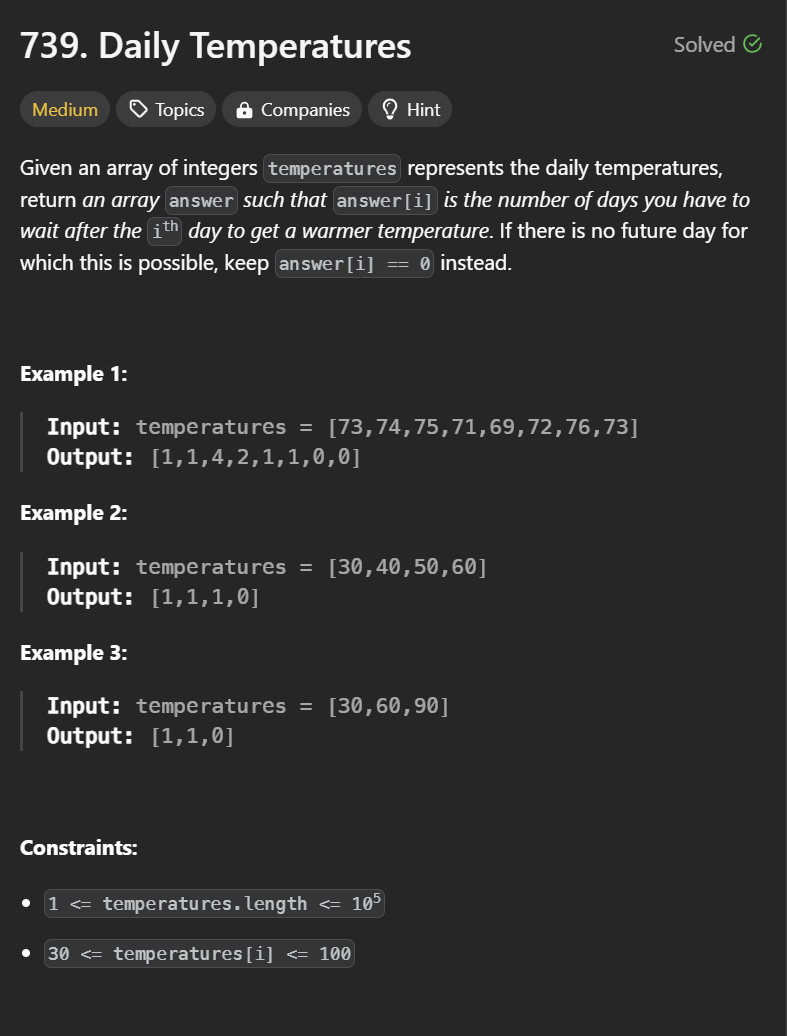 739. Daily Temperatures
Solved
Medium
Topics
Companies
Hint
Given an array of integers temperatures represents the daily temperatures,
return an array answer such that answer[i] is the number of days you have to
wait after the ith day to get a warmer temperature. If there is no future day for
which this is possible, keep answer[i] == 0 instead.
Example 1:
Input: temperatures = [73,74,75,71,69,72,76,73]
Output: [1,1,4,2,1,1,0,0]
Example 2:
Input: temperatures = [30,40,50,60]
Output: [1,1,1,0]
Example 3:
Input: temperatures = [30,60,90]
Output: [1,1,0]
Constraints:
1 <= temperatures.length <= 10⁵
30 <= temperatures[i] <= 100